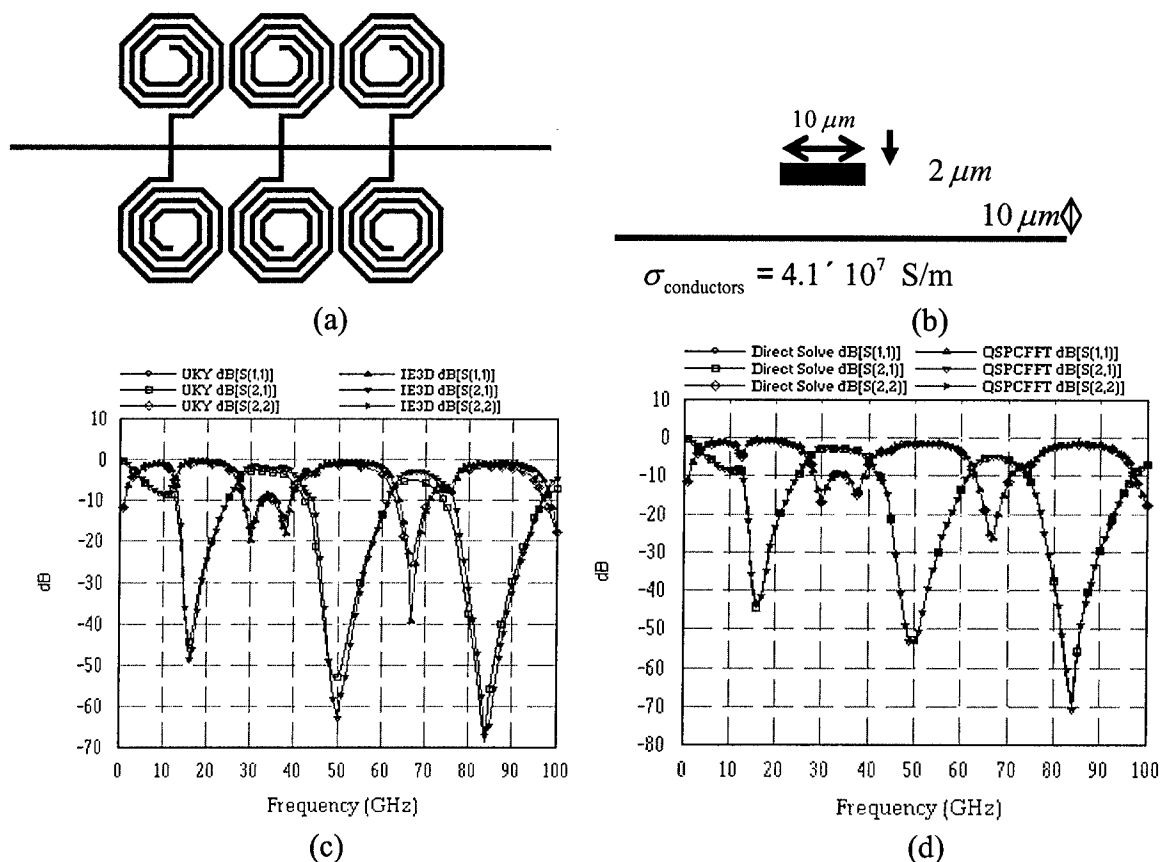 (a)
10 μm
2 μm
10 μm
σconductors = 4.1´ 10⁷ S/m
(b)
UKY dB[S(1,1)] IE3D dB[S(1,1)]
UKY dB[S(2,1)] IE3D dB[S(2,1)]
UKY dB[S(2,2)] IE3D dB[S(2,2)]
10
0
-10
-20
-30
-40
-50
-60
-70
dB
0 10 20 30 40 50 60 70 80 90 100
Frequency (GHz)
(c)
Direct Solve dB[S(1,1)] QSPCFFT dB[S(1,1)]
Direct Solve dB[S(2,1)] QSPCFFT dB[S(2,1)]
Direct Solve dB[S(2,2)] QSPCFFT dB[S(2,2)]
10
0
-10
-20
-30
-40
-50
-60
-70
-80
dB
0 10 20 30 40 50 60 70 80 90 100
Frequency (GHz)
(d)